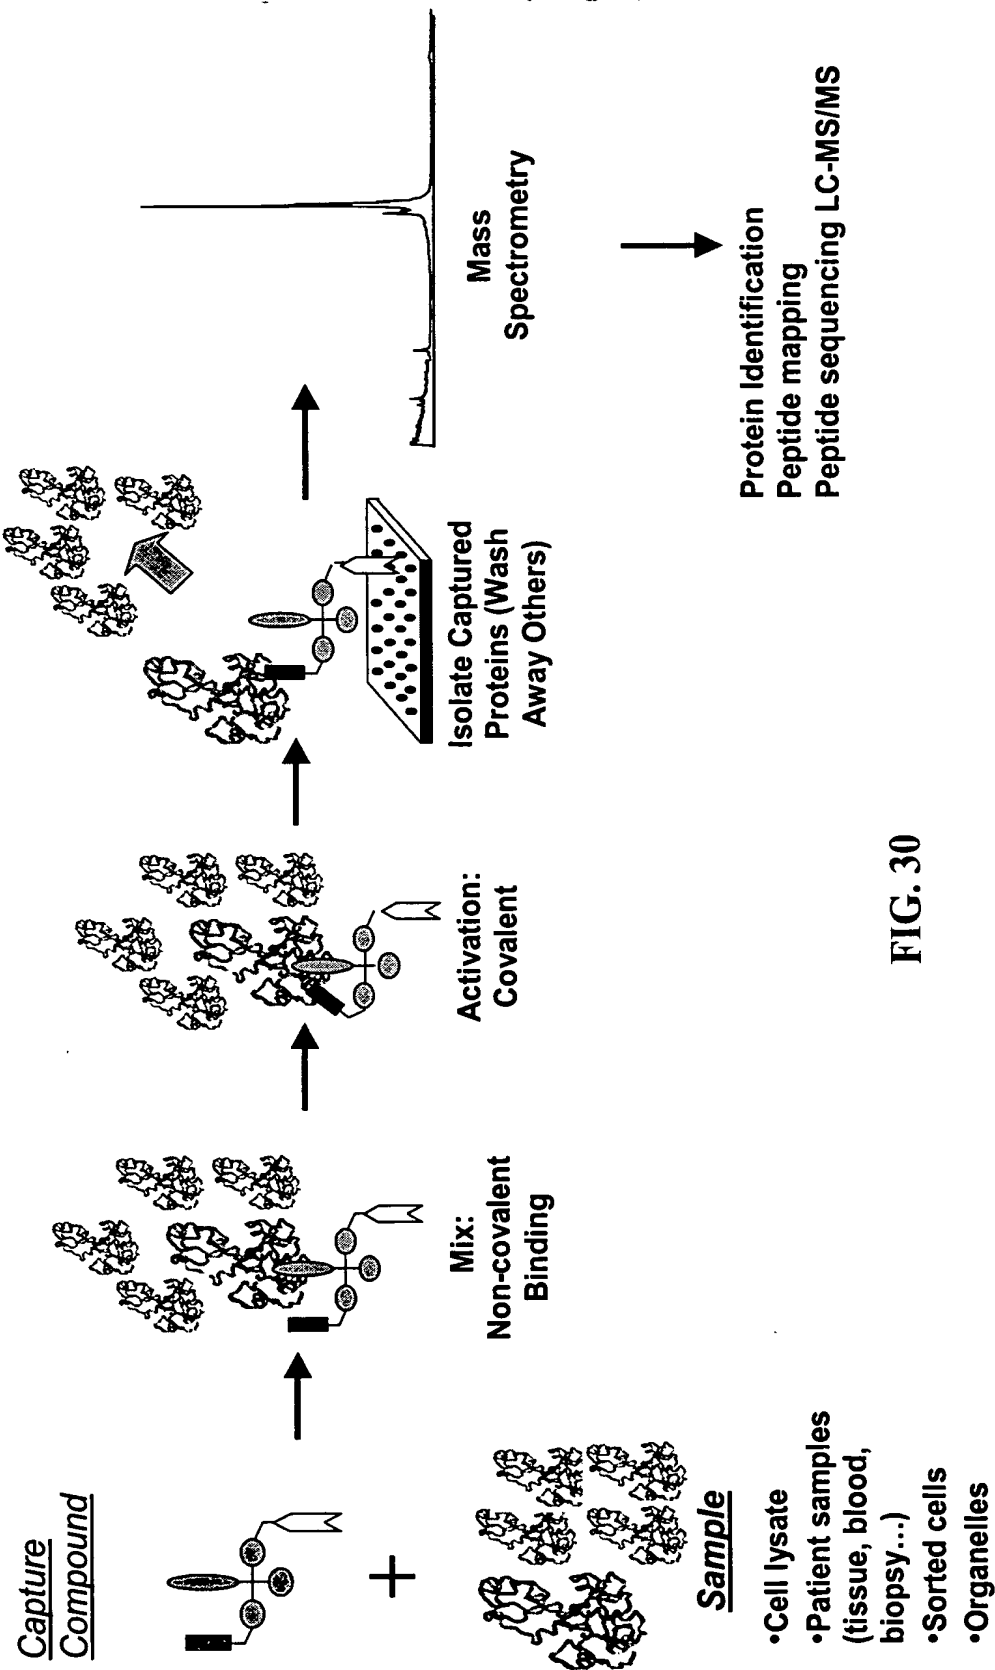 Capture
Compound
+
Sample
•Cell lysate
•Patient samples
(tissue, blood,
biopsy...)
•Sorted cells
•Organelles
Mix:
Non-covalent
Binding
Activation:
Covalent
Isolate Captured
Proteins (Wash
Away Others)
Mass
Spectrometry
Protein Identification
Peptide mapping
Peptide sequencing LC-MS/MS
FIG. 30